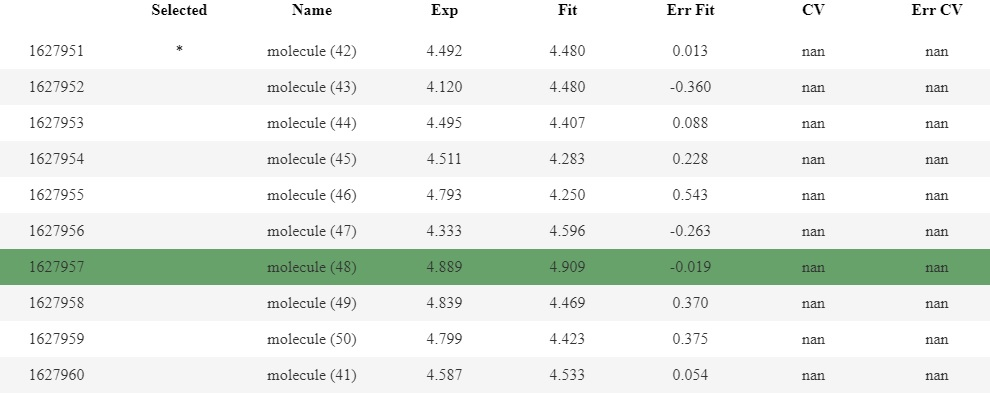 Selected Name Exp Fit Err Fit CV Err CV
1627951 * molecule (42) 4.492 4.480 0.013 nan nan
1627952 molecule (43) 4.120 4.480 -0.360 nan nan
1627953 molecule (44) 4.495 4.407 0.088 nan nan
1627954 molecule (45) 4.511 4.283 0.228 nan nan
1627955 molecule (46) 4.793 4.250 0.543 nan nan
1627956 molecule (47) 4.333 4.596 -0.263 nan nan
1627957 molecule (48) 4.889 4.909 -0.019 nan nan
1627958 molecule (49) 4.839 4.469 0.370 nan nan
1627959 molecule (50) 4.799 4.423 0.375 nan nan
1627960 molecule (41) 4.587 4.533 0.054 nan nan